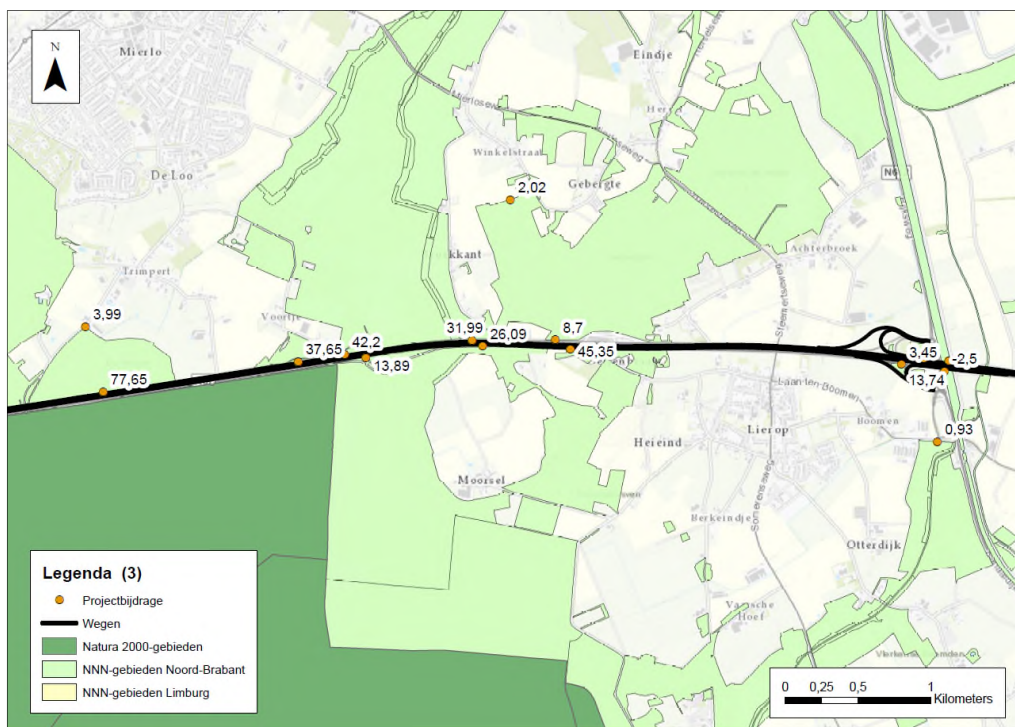 N
Mierlo
Eindje
Winkelstraat
Gebergte
De Loo
2,02
Achterbroek
kkant
Trimpert
3,99
Voortje
31,99
26,09
8,7
42,2
37,65
13,89
45,35
3,45
-2,5
77,65
13,74
Laan ten Boomen
Boomen
Lierop
Heieind
0,93
Moorsel
Somerenseweg
Berkeindje
Otterdijk
Hoef
Legenda (3)
Projectbijdrage
Wegen
Natura 2000-gebieden
NNN-gebieden Noord-Brabant
NNN-gebieden Limburg
0 0,25 0,5 1
Kilometers